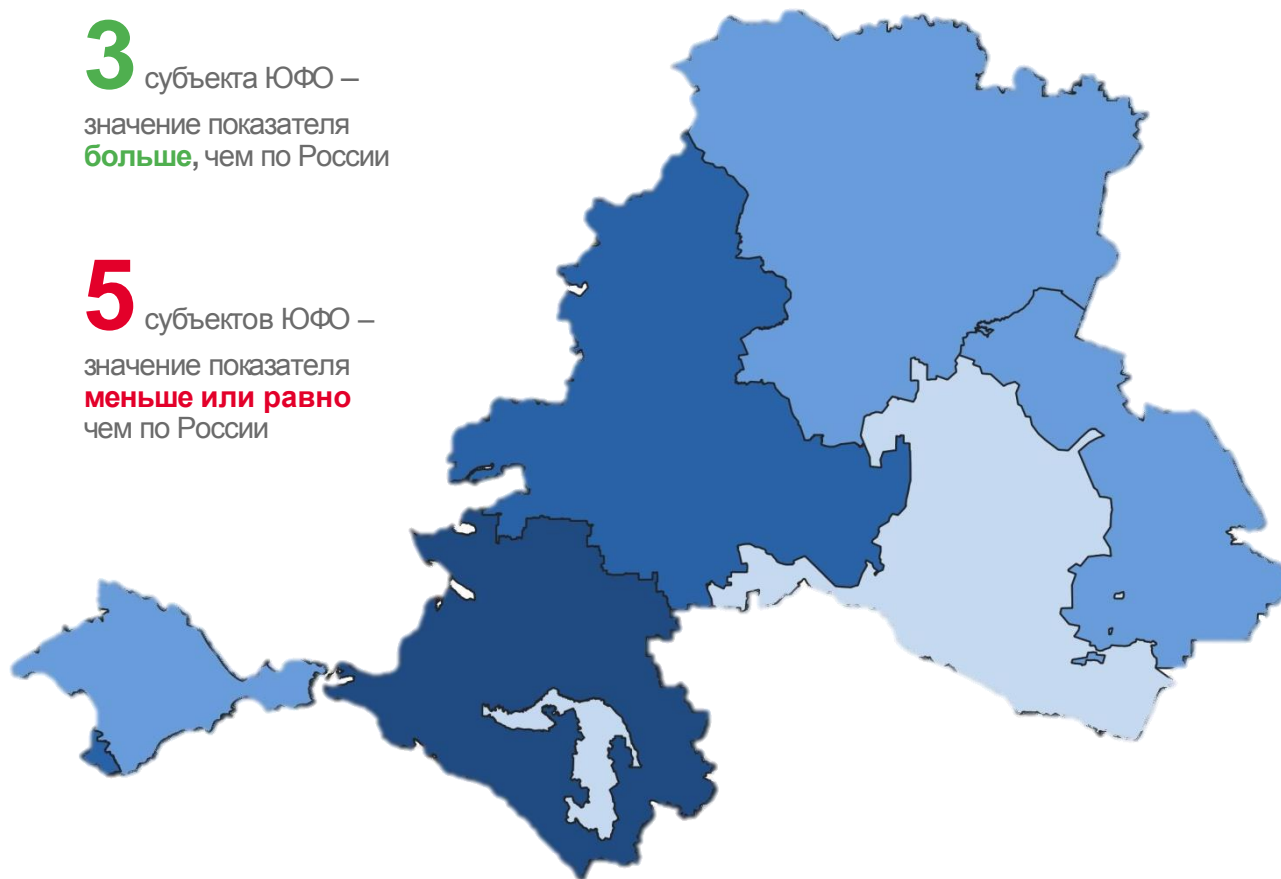 3 субъекта ЮФО –
значение показателя
больше, чем по России
5 субъектов ЮФО –
значение показателя
меньше или равно
чем по России